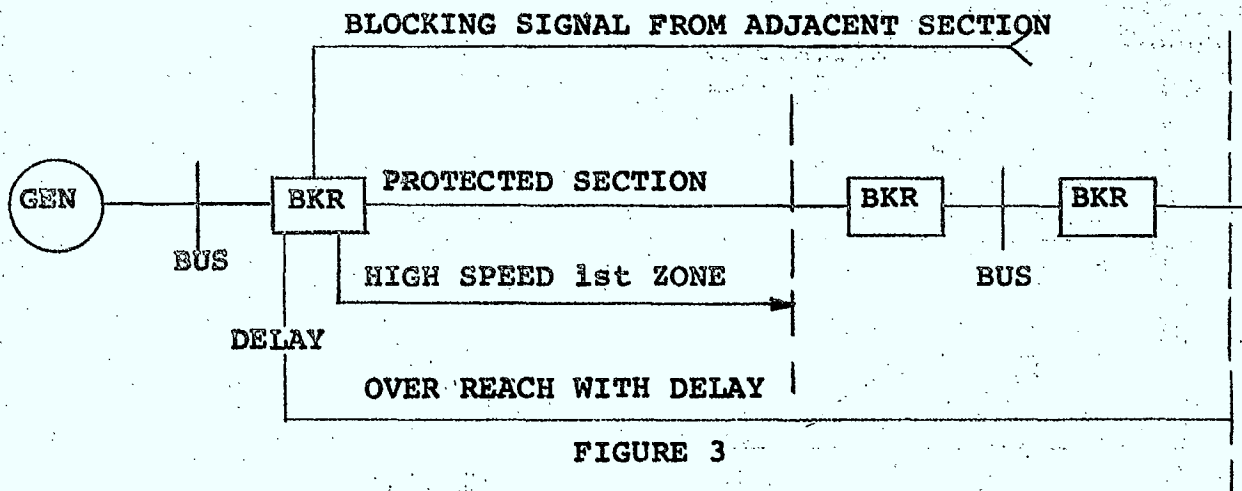 BLOCKING SIGNAL FROM ADJACENT SECTION
GEN
BUS
BKR
PROTECTED SECTION
BKR
BUS
BKR
HIGH SPEED 1st ZONE
DELAY
OVER REACH WITH DELAY
FIGURE 3